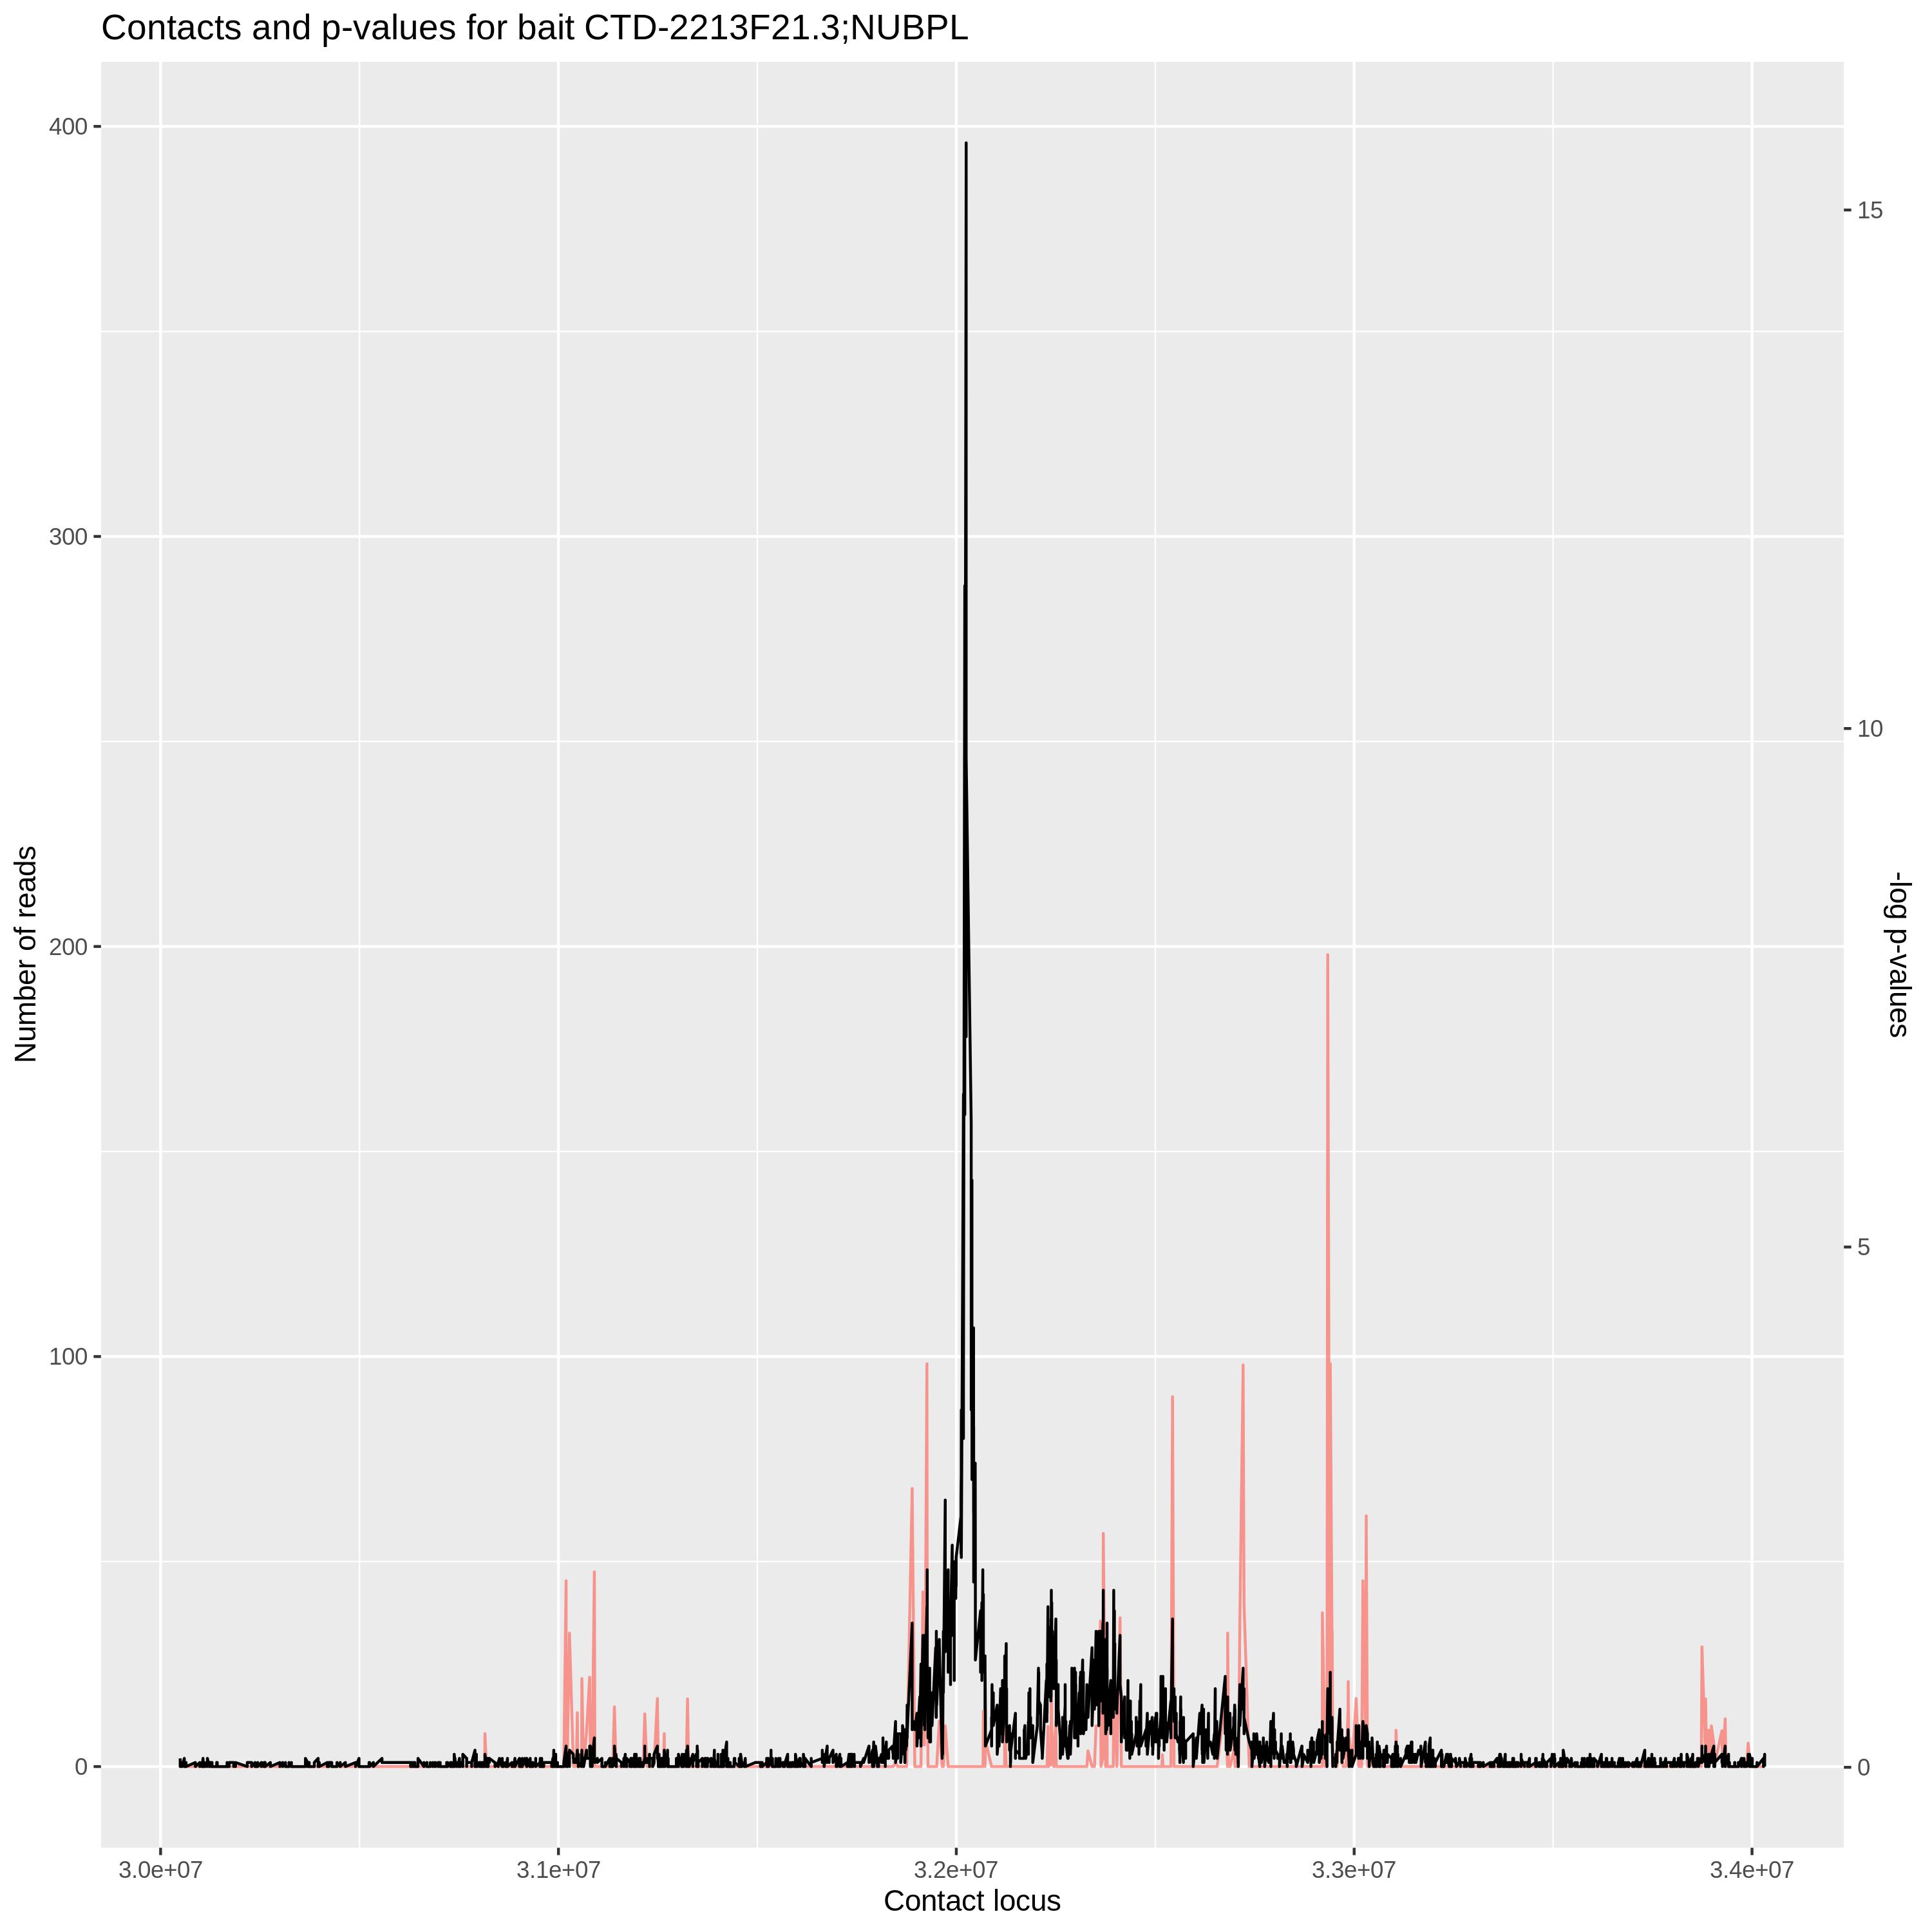 Contacts and p-values for bait CTD-2213F21.3;NUBPL
400
300
200
100
0
Number of reads
15
10
5
0
-log p-values
3.0e+07
3.1e+07
3.2e+07
3.3e+07
3.4e+07
Contact locus